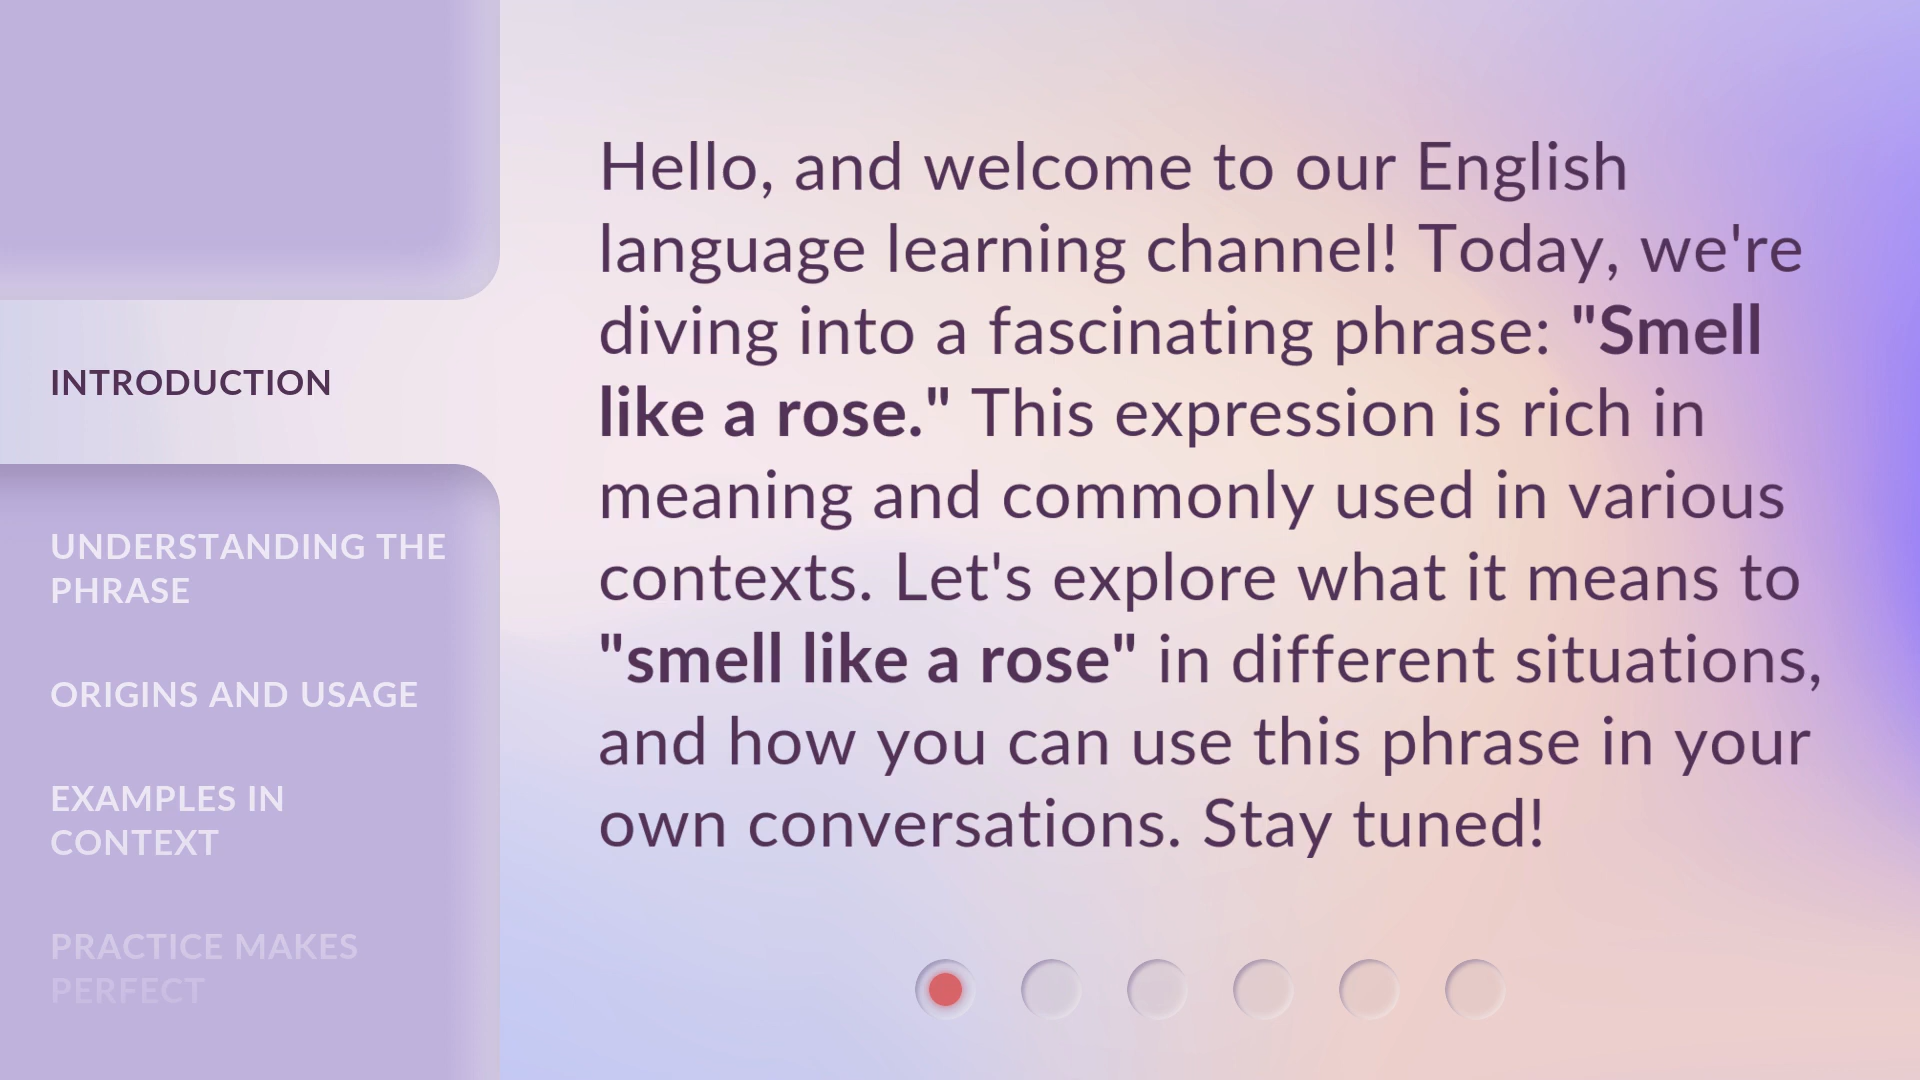 INTRODUCTION
UNDERSTANDING THE
PHRASE
ORIGINS AND USAGE
EXAMPLES IN
CONTEXT
PRACTICE MAKES
PERFECT
Hello, and welcome to our English
language learning channel! Today, we're
diving into a fascinating phrase: "Smell
like a rose." This expression is rich in
meaning and commonly used in various
contexts. Let's explore what it means to
"smell like a rose" in different situations,
and how you can use this phrase in your
own conversations. Stay tuned!